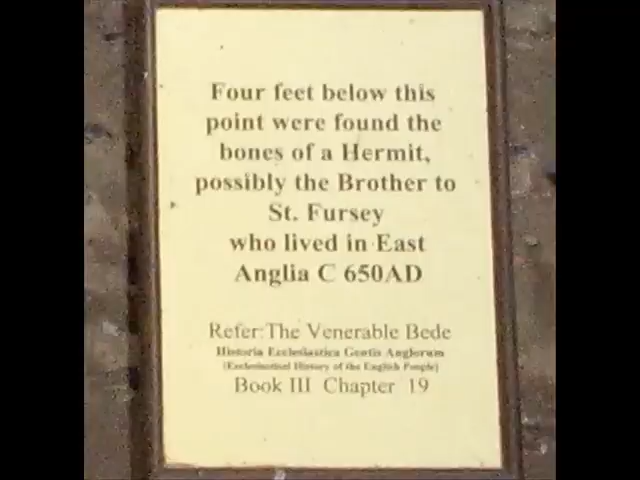 Four feet below this
point were found the
bones of a Hermit,
possibly the Brother to
St. Fursey
who lived in East
Anglia C 650AD
Refer:The Venerable Bede
Historia Ecclesiastica Gentis Anglorum
(Ecclesiastical History of the English People)
Book III Chapter 19